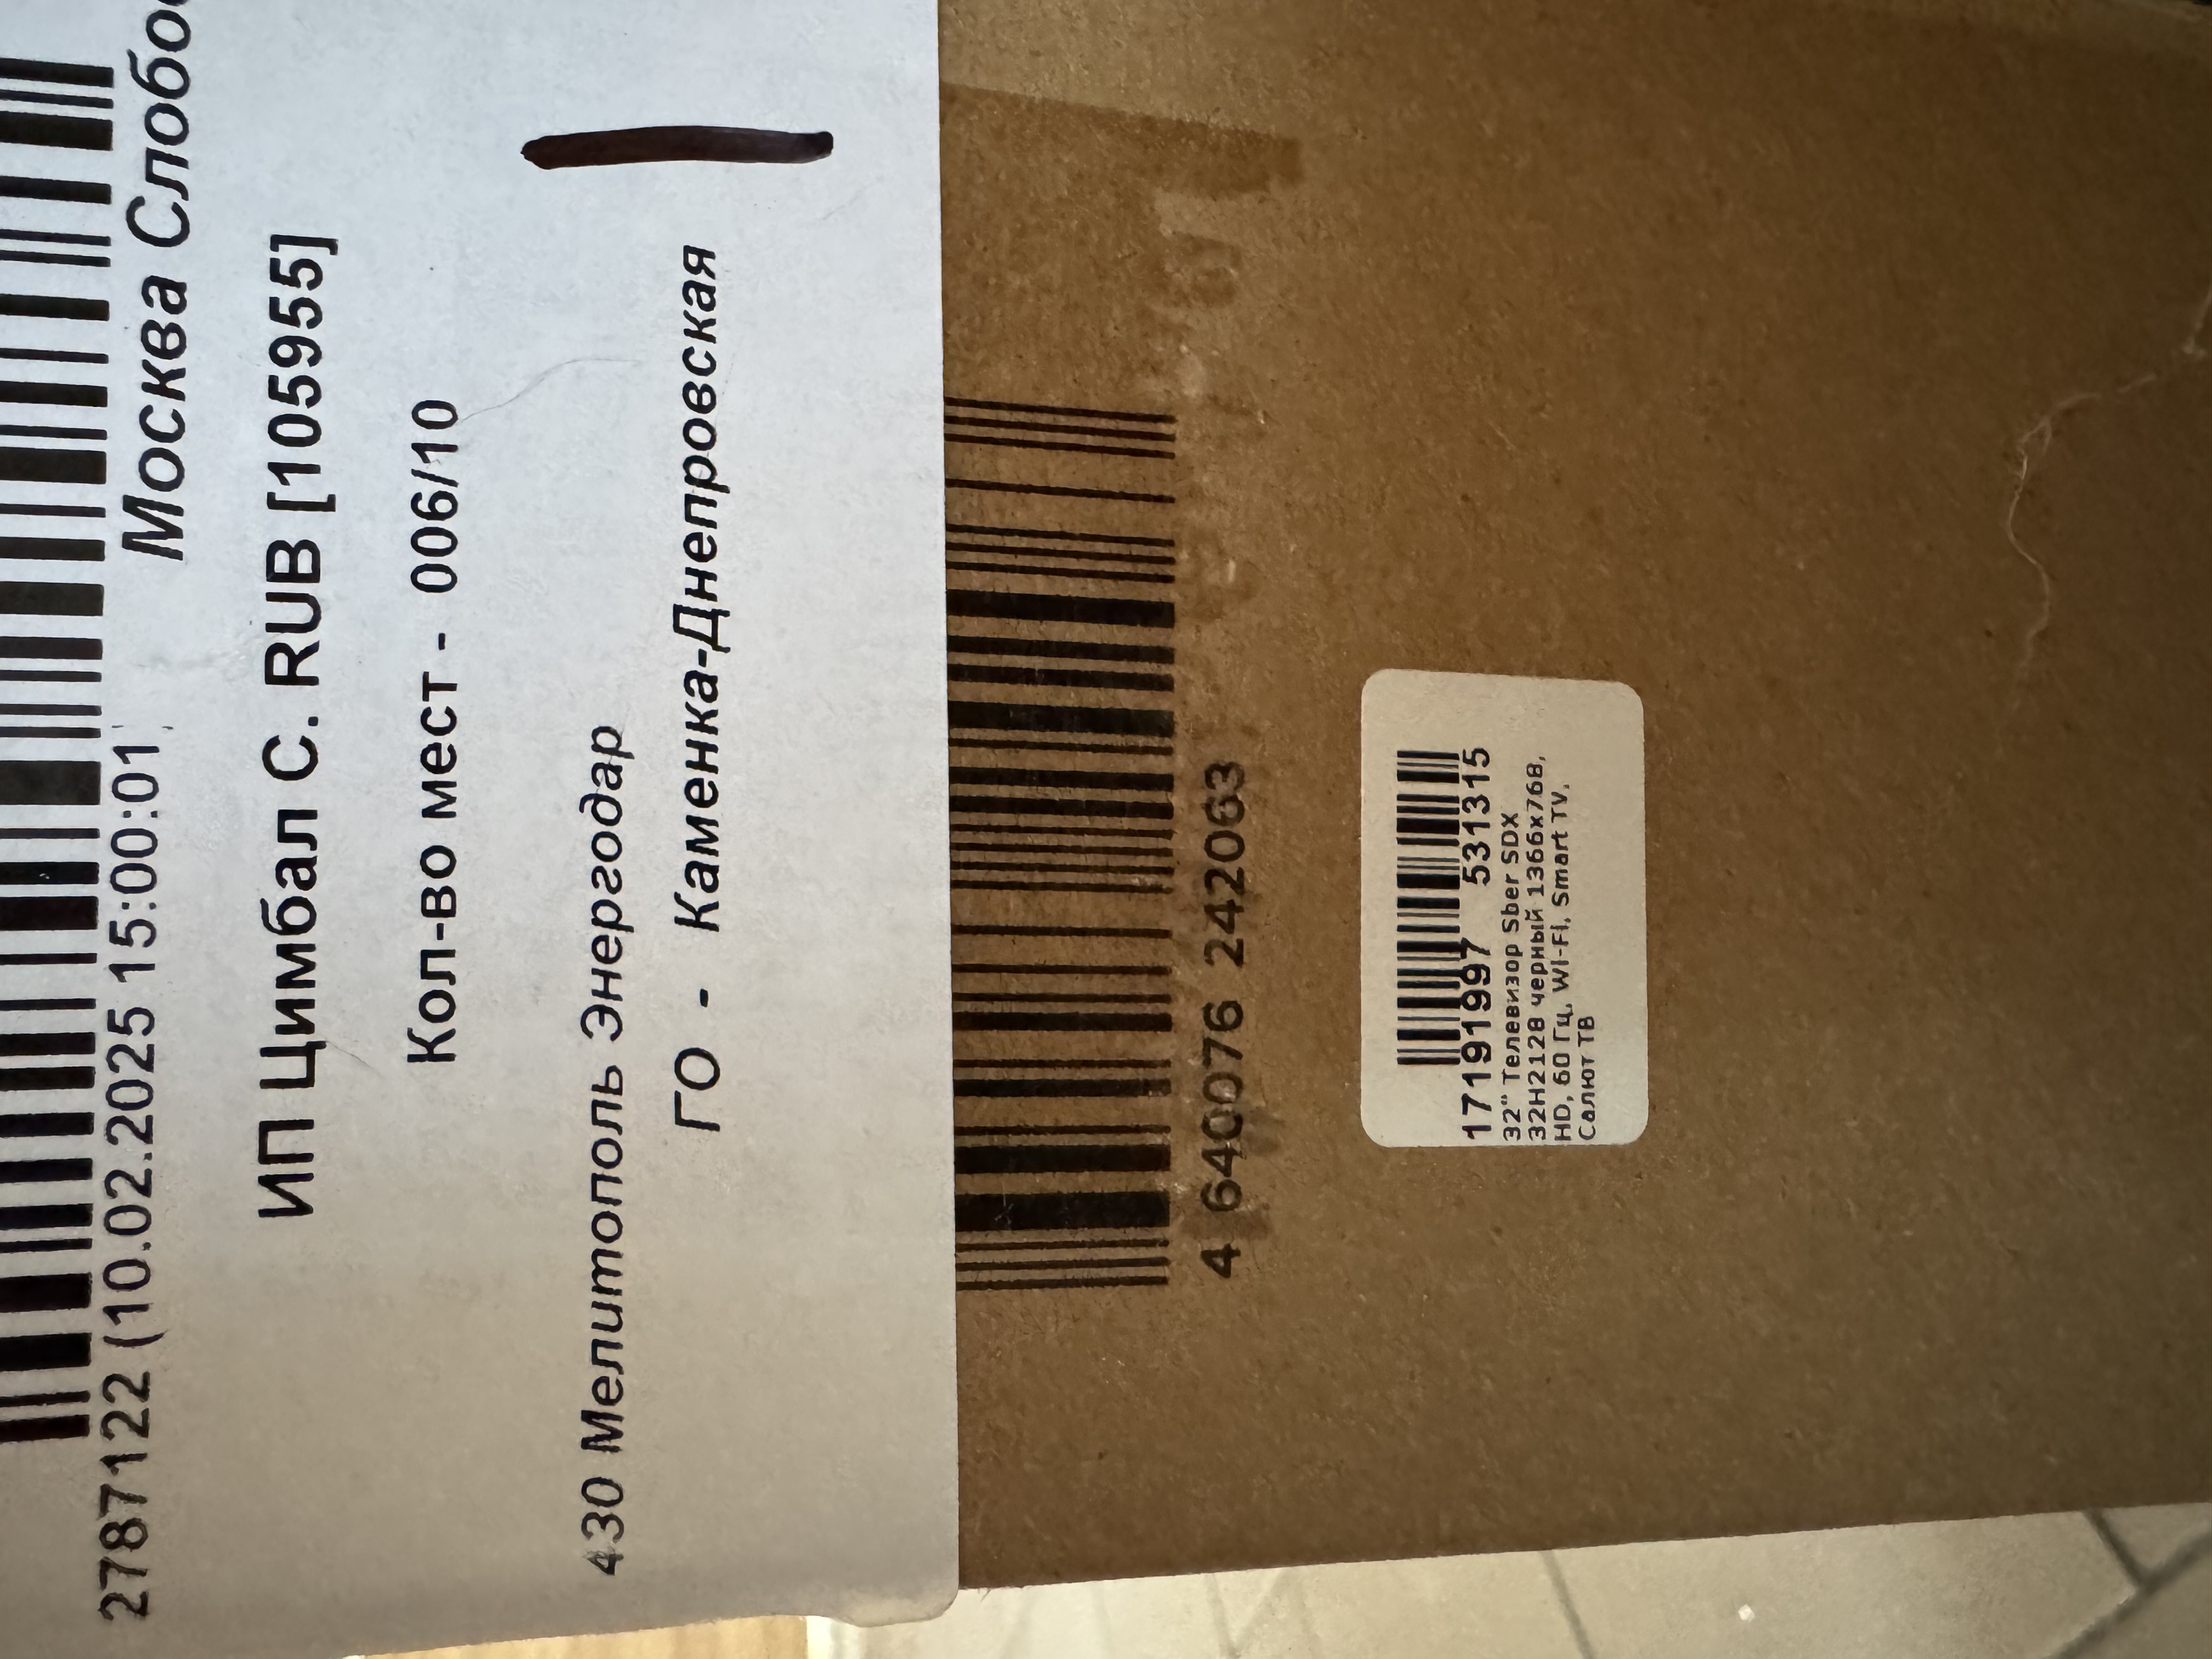 2787122 (10.02.2025 15:00:01)
Москва
ИП Цимбал С. RUB [105955]
Кол-во мест - 006/10
430 Мелитополь Энергодар
ГО - Каменка-Днепровская
4 640076 242063
17191997 531315
32" Телевизор Sber SDX
32H2128 черный 1366x768,
HD, 60 Гц, WI-FI, Smart TV,
Салют ТВ